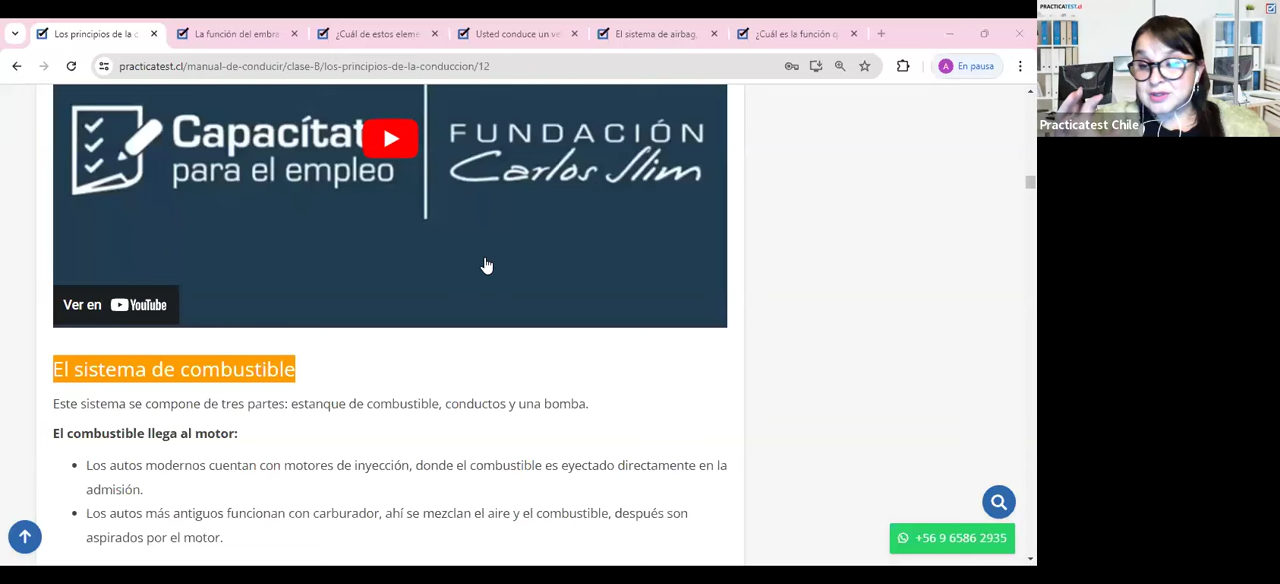 PRACTICATEST.cl
Los principios de la c
La función del embra
¿Cuál de estos eleme
Usted conduce un ve
El sistema de airbag,
¿Cuál es la función q
practicatest.cl/manual-de-conducir/clase-B/los-principios-de-la-conduccion/12
A
En pausa
Practicatest Chile
Capacítat
para el empleo
FUNDACIÓN
Carlos Slim
Ver en YouTube
El sistema de combustible
Este sistema se compone de tres partes: estanque de combustible, conductos y una bomba.
El combustible llega al motor:
Los autos modernos cuentan con motores de inyección, donde el combustible es eyectado directamente en la
admisión.
Los autos más antiguos funcionan con carburador, ahí se mezclan el aire y el combustible, después son
aspirados por el motor.
+56 9 6586 2935